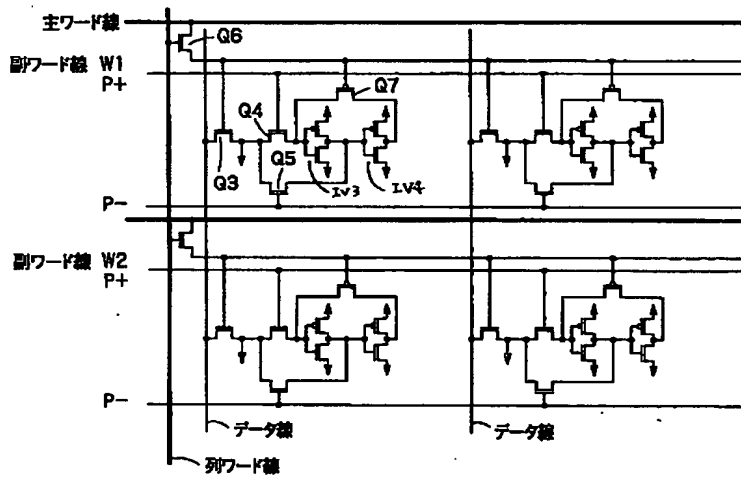 主ワード線
Q6
副ワード線 W1
P+
Q7
Q4
Q5
Q3
IV3
IV4
P-
副ワード線 W2
P+
P-
データ線
データ線
列ワード線